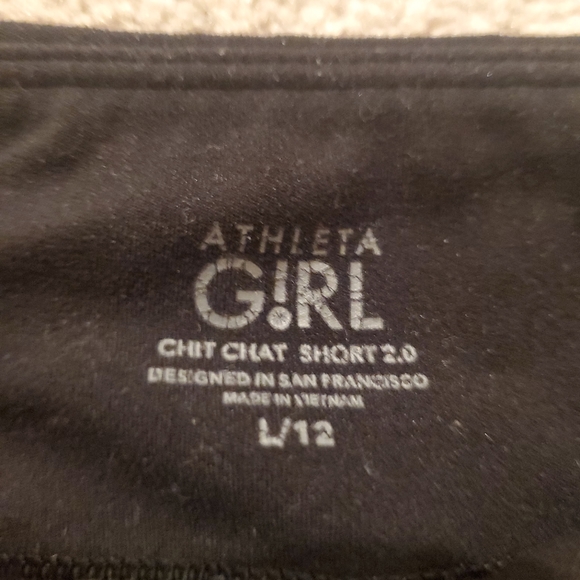 ATHLETA
G!RL
CHIT CHAT SHORT 2.0
DESIGNED IN SAN FRANCISCO
MADE IN VIETNAM
L/12